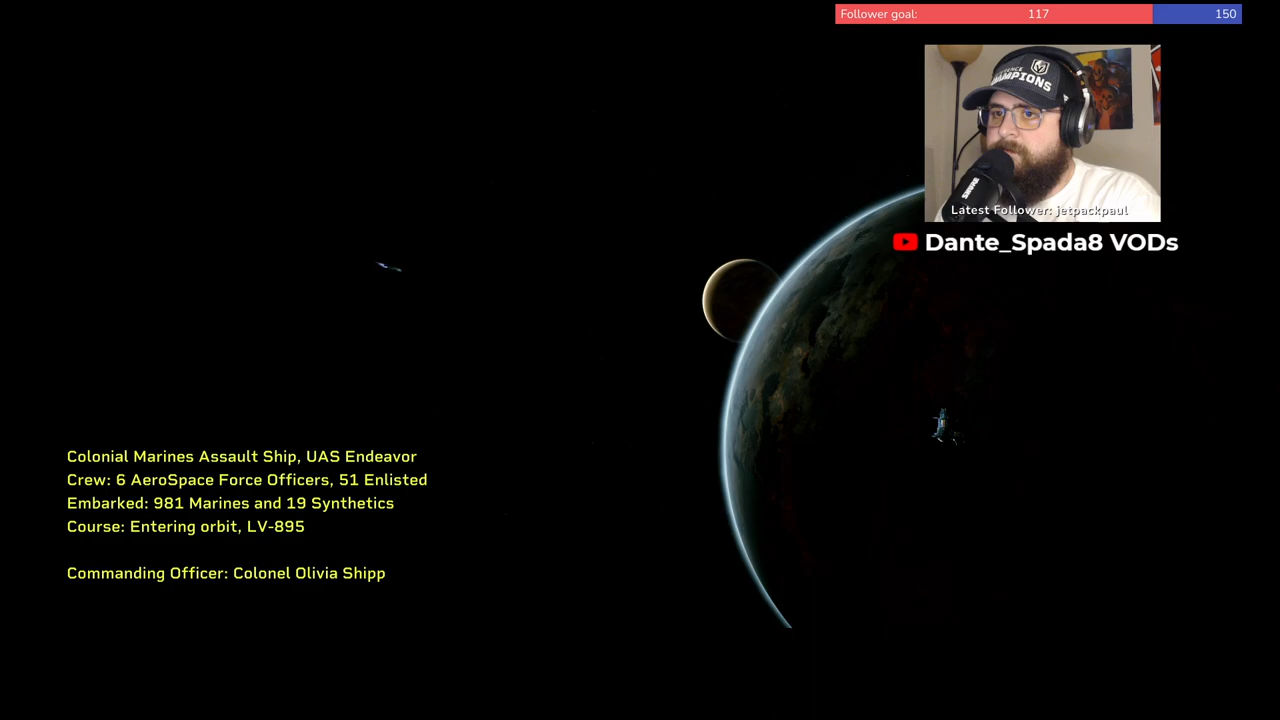 Follower goal: 117 150
CHAMPIONS
SHURE
Latest Follower: jetpackpaul
Dante_Spada8 VODs
Colonial Marines Assault Ship, UAS Endeavor
Crew: 6 AeroSpace Force Officers, 51 Enlisted
Embarked: 981 Marines and 19 Synthetics
Course: Entering orbit, LV-895
Commanding Officer: Colonel Olivia Shipp